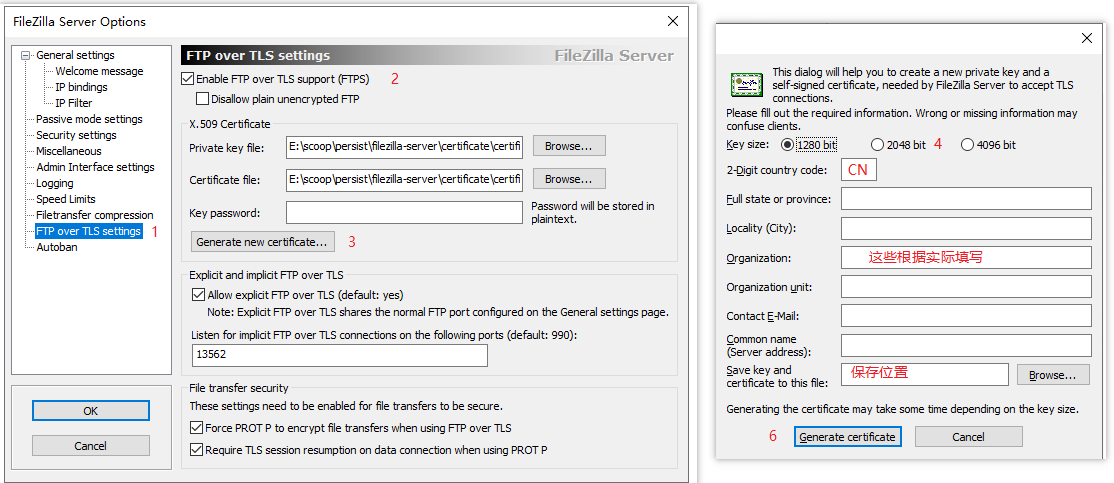 FileZilla Server Options
General settings
Welcome message
IP bindings
IP Filter
Passive mode settings
Security settings
Miscellaneous
Admin Interface settings
Logging
Speed Limits
Filetransfer compression
FTP over TLS settings 1
Autoban
OK
Cancel
FTP over TLS settings FileZilla Server
Enable FTP over TLS support (FTPS) 2
Disallow plain unencrypted FTP
X.509 Certificate
Private key file: E:\scoop\persist\filezilla-server\certificate\certifi Browse...
Certificate file: E:\scoop\persist\filezilla-server\certificate\certifi Browse...
Key password: Password will be stored in
plaintext.
Generate new certificate... 3
Explicit and implicit FTP over TLS
Allow explicit FTP over TLS (default: yes)
Note: Explicit FTP over TLS shares the normal FTP port configured on the General settings page.
Listen for implicit FTP over TLS connections on the following ports (default: 990):
13562
File transfer security
These settings need to be enabled for file transfers to be secure.
Force PROT P to encrypt file transfers when using FTP over TLS
Require TLS session resumption on data connection when using PROT P
This dialog will help you to create a new private key and a
self-signed certificate, needed by FileZilla Server to accept TLS
connections.
Please fill out the required information. Wrong or missing information may
confuse clients.
Key size: 1280 bit 2048 bit 4 4096 bit
2-Digit country code: CN
Full state or province:
Locality (City):
Organization: 这些根据实际填写
Organization unit:
Contact E-Mail:
Common name
(Server address):
Save key and
certificate to this file: 保存位置 Browse...
Generating the certificate may take some time depending on the key size.
6 Generate certificate Cancel